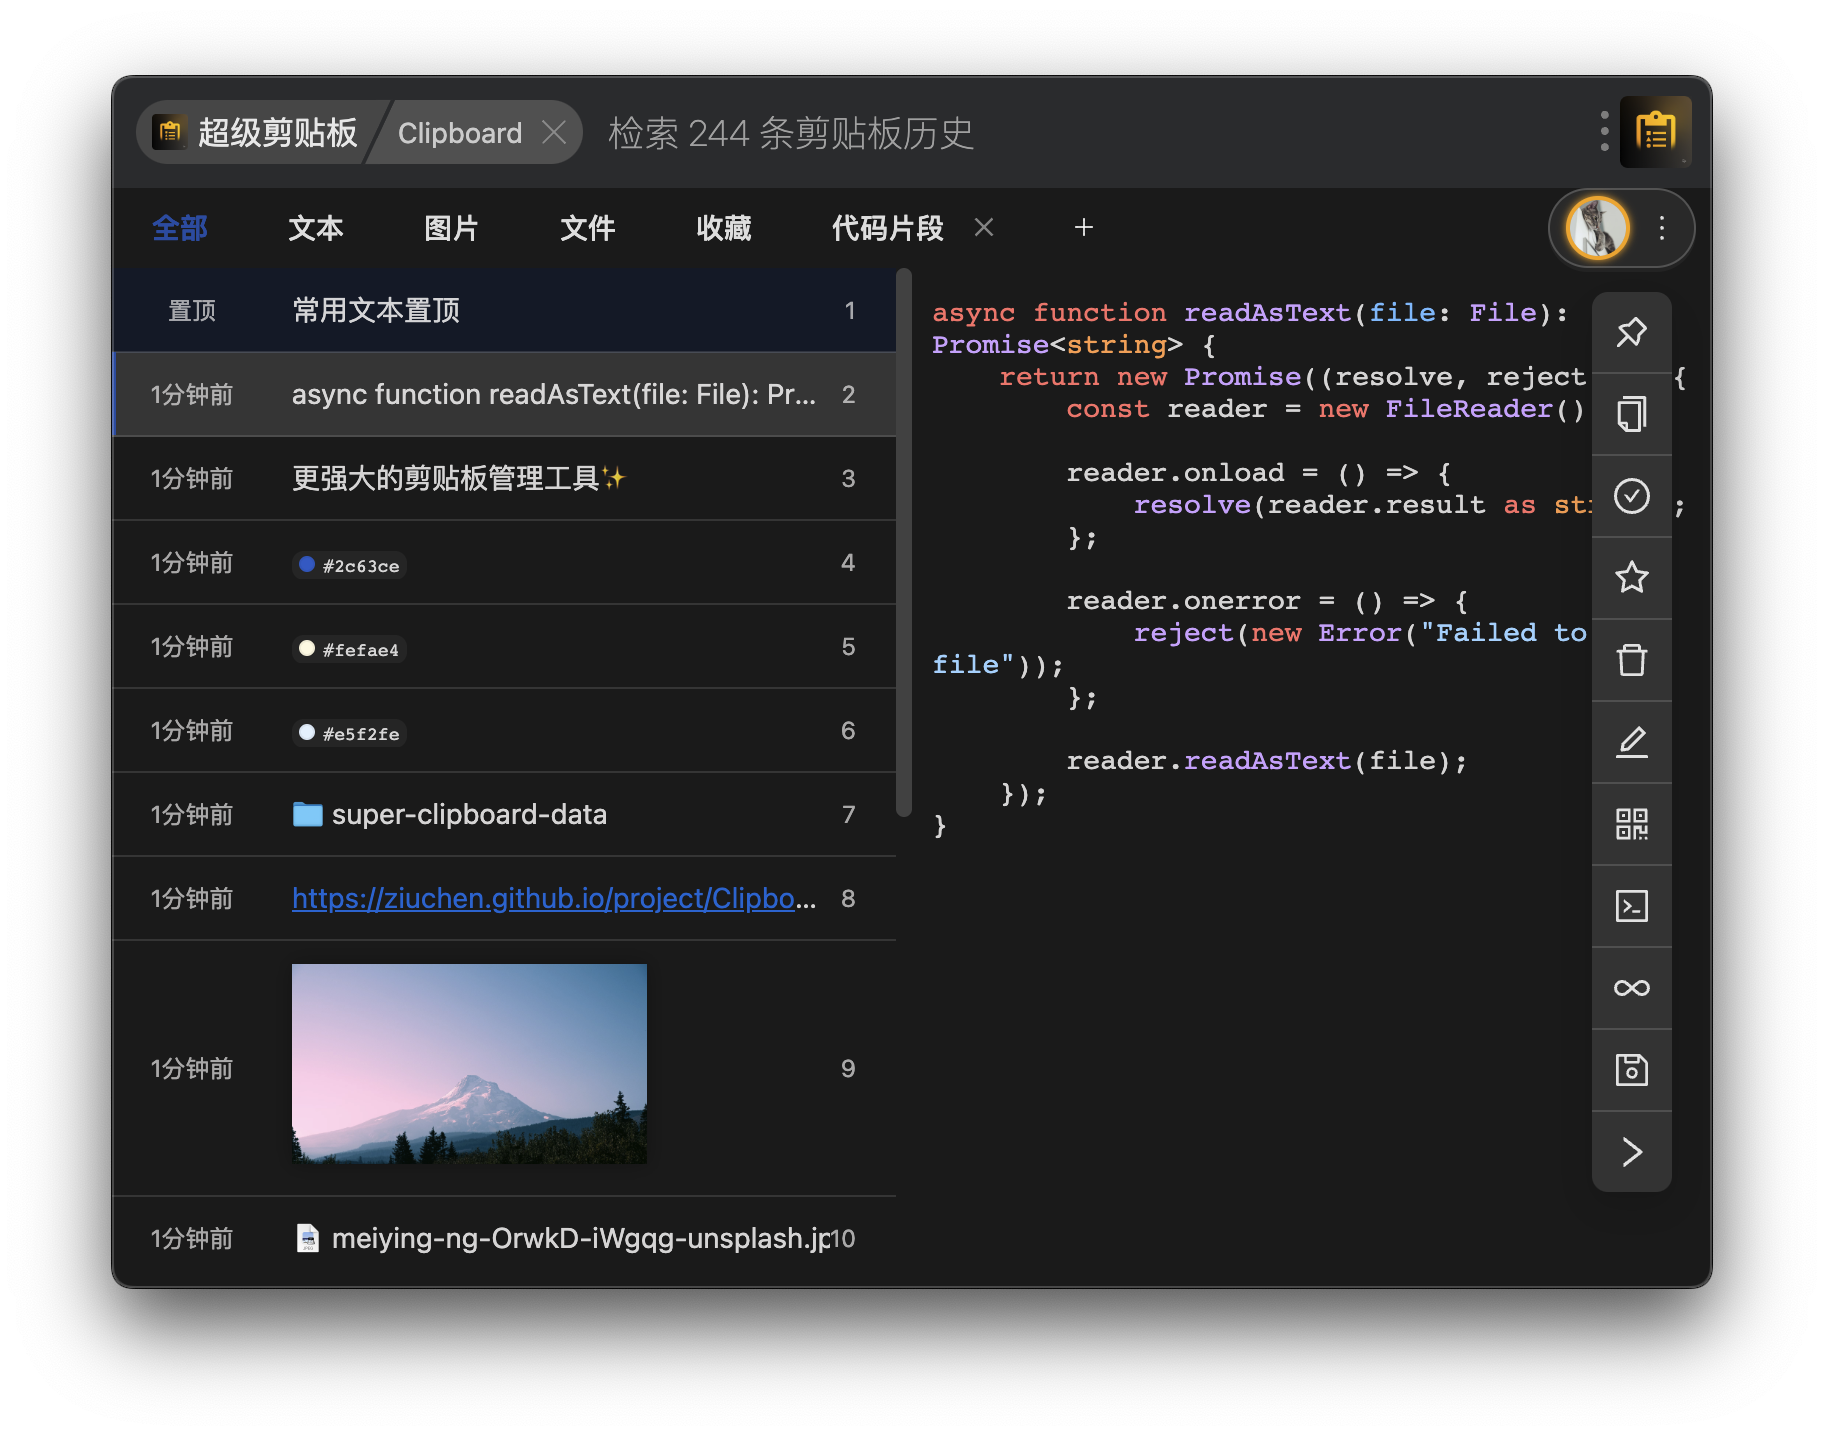 超级剪贴板 Clipboard 检索 244 条剪贴板历史
全部 文本 图片 文件 收藏 代码片段
置顶 常用文本置顶 1
1分钟前 async function readAsText(file: File): Pr... 2
1分钟前 更强大的剪贴板管理工具✨ 3
1分钟前 #2c63ce 4
1分钟前 #fefae4 5
1分钟前 #e5f2fe 6
1分钟前 super-clipboard-data 7
1分钟前 https://ziuchen.github.io/project/Clipbo... 8
1分钟前 9
1分钟前 meiying-ng-OrwkD-iWgqg-unsplash.jp 10
async function readAsText(file: File):
Promise<string> {
return new Promise((resolve, reject {
const reader = new FileReader()
reader.onload = () => {
resolve(reader.result as str ;
};
reader.onerror = () => {
reject(new Error("Failed to
file"));
};
reader.readAsText(file);
});
}